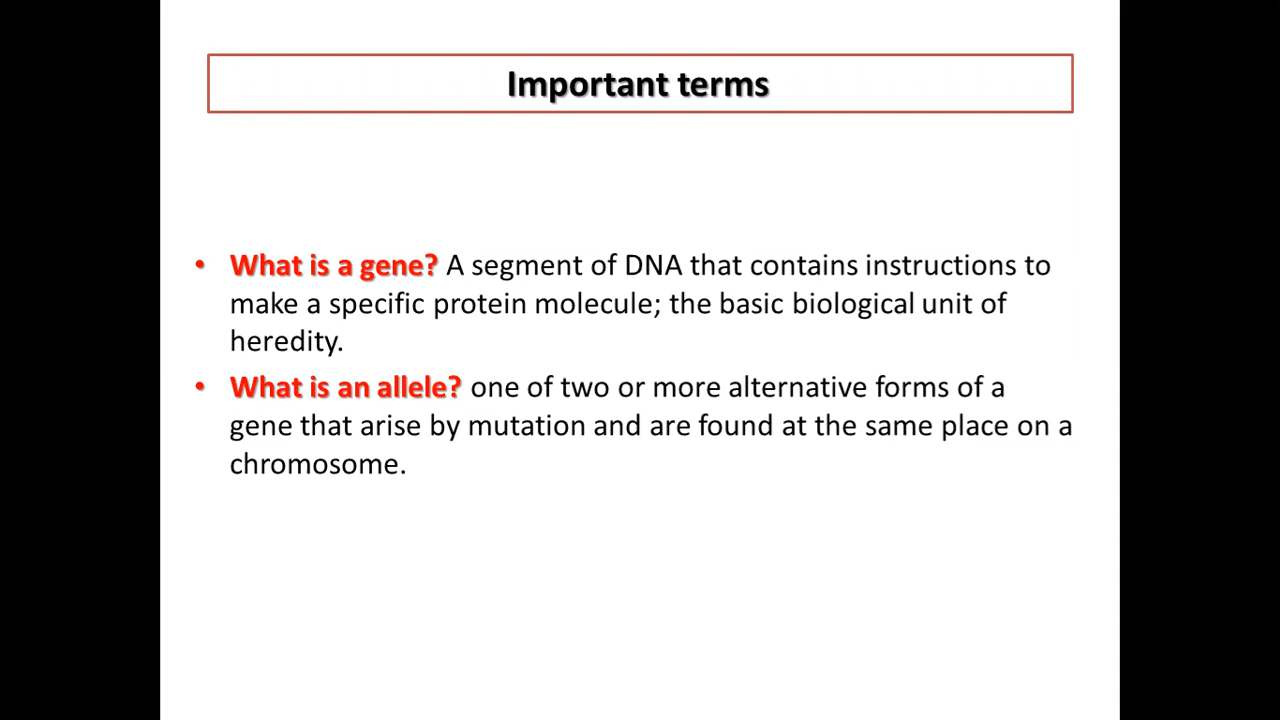 Important terms
• What is a gene? A segment of DNA that contains instructions to
make a specific protein molecule; the basic biological unit of
heredity.
• What is an allele? one of two or more alternative forms of a
gene that arise by mutation and are found at the same place on a
chromosome.